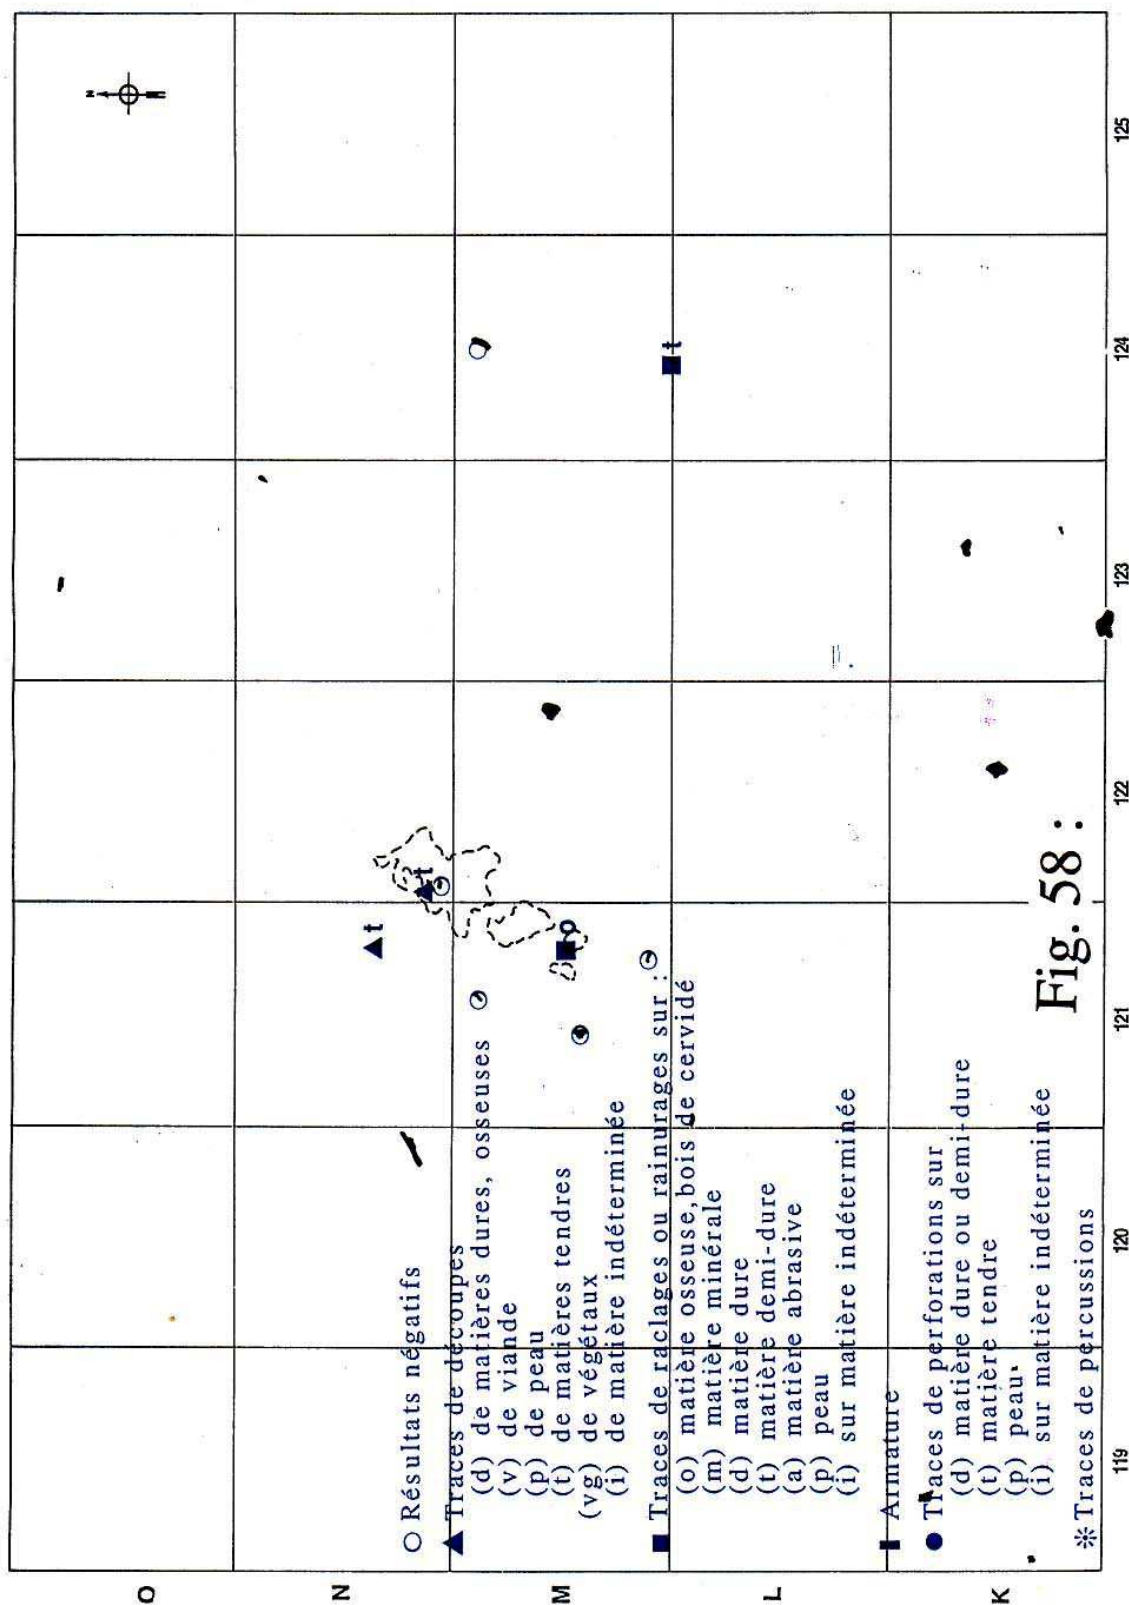 N
O
N
M
L
K
119
120
121
122
123
124
125
t
t
o
t
Résultats négatifs
Traces de découpes
(d) de matières dures, osseuses
(v) de viande
(p) de peau
(t) de matières tendres
(vg) de végétaux
(i) de matière indéterminée
Traces de raclages ou rainurages sur :
(o) matière osseuse, bois de cervidé
(m) matière minérale
(d) matière dure
(t) matière demi-dure
(a) matière abrasive
(p) peau
(i) sur matière indéterminée
Armature
Traces de perforations sur
(d) matière dure ou demi-dure
(t) matière tendre
(p) peau
(i) sur matière indéterminée
Traces de percussions
Fig. 58 :